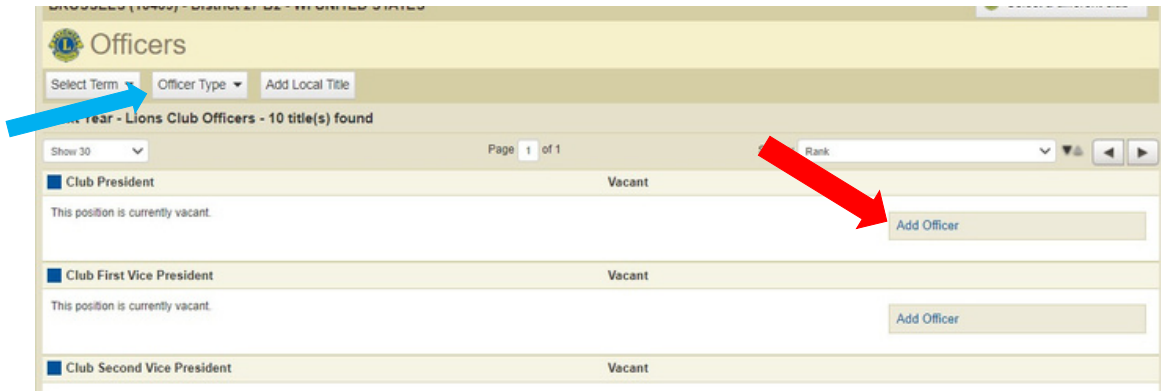 Officers
Select Term Officer Type Add Local Title
Year - Lions Club Officers - 10 title(s) found
Show 30 Page 1 of 1 Rank
Club President Vacant
This position is currently vacant.
Add Officer
Club First Vice President Vacant
This position is currently vacant.
Add Officer
Club Second Vice President Vacant